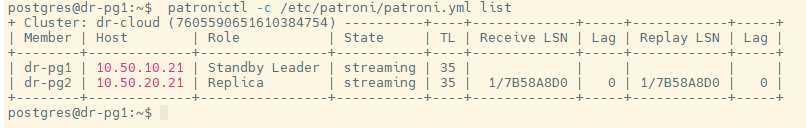 postgres@dr-pg1:~$  patronictl -c /etc/patroni/patroni.yml list
+ Cluster: dr-cloud (7605590651610384754) ----------+----+-------------+-----+------------+-----+
| Member | Host        | Role           | State     | TL | Receive LSN | Lag | Replay LSN | Lag |
+--------+-------------+----------------+-----------+----+-------------+-----+------------+-----+
| dr-pg1 | 10.50.10.21 | Standby Leader | streaming | 35 |             |     |            |     |
| dr-pg2 | 10.50.20.21 | Replica        | streaming | 35 |  1/7B58A8D0 |   0 | 1/7B58A8D0 |   0 |
+--------+-------------+----------------+-----------+----+-------------+-----+------------+-----+
postgres@dr-pg1:~$